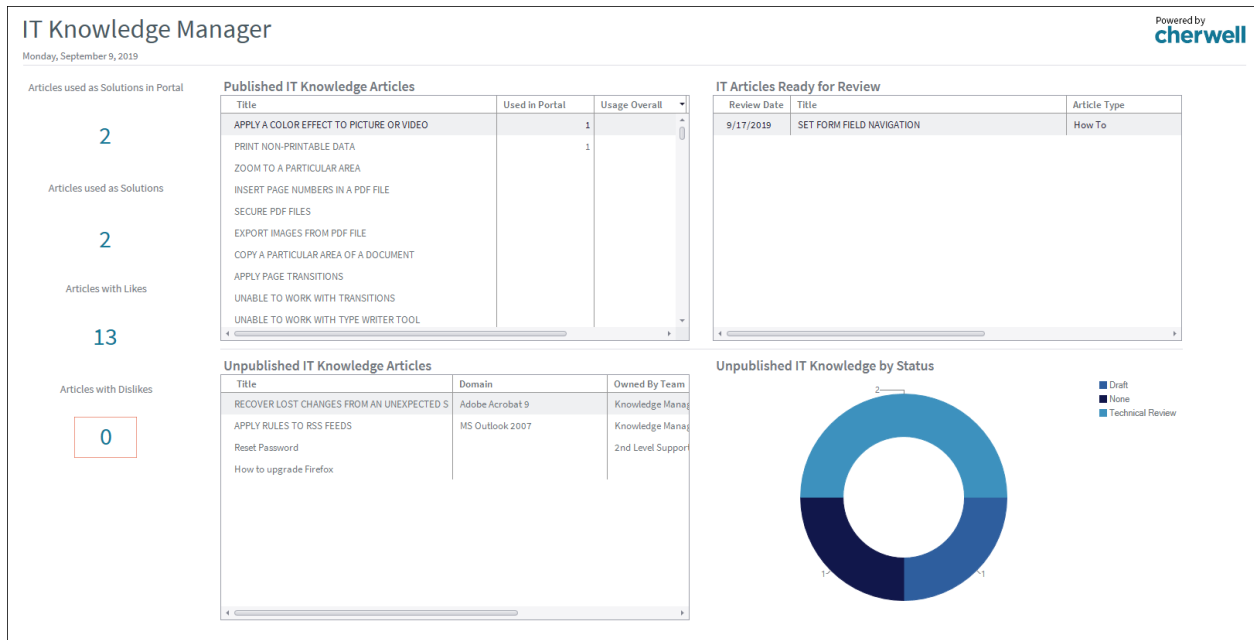 IT Knowledge Manager
Powered by
cherwell
Monday, September 9, 2019
Articles used as Solutions in Portal
2
Articles used as Solutions
2
Articles with Likes
13
Articles with Dislikes
0
Published IT Knowledge Articles
Title Used in Portal Usage Overall
APPLY A COLOR EFFECT TO PICTURE OR VIDEO 1
PRINT NON-PRINTABLE DATA 1
ZOOM TO A PARTICULAR AREA
INSERT PAGE NUMBERS IN A PDF FILE
SECURE PDF FILES
EXPORT IMAGES FROM PDF FILE
COPY A PARTICULAR AREA OF A DOCUMENT
APPLY PAGE TRANSITIONS
UNABLE TO WORK WITH TRANSITIONS
UNABLE TO WORK WITH TYPE WRITER TOOL
IT Articles Ready for Review
Review Date Title Article Type
9/17/2019 SET FORM FIELD NAVIGATION How To
Unpublished IT Knowledge Articles
Title Domain Owned By Team
RECOVER LOST CHANGES FROM AN UNEXPECTED S Adobe Acrobat 9 Knowledge Manag
APPLY RULES TO RSS FEEDS MS Outlook 2007 Knowledge Manag
Reset Password 2nd Level Suppor
How to upgrade Firefox
Unpublished IT Knowledge by Status
2
1
1
Draft
None
Technical Review